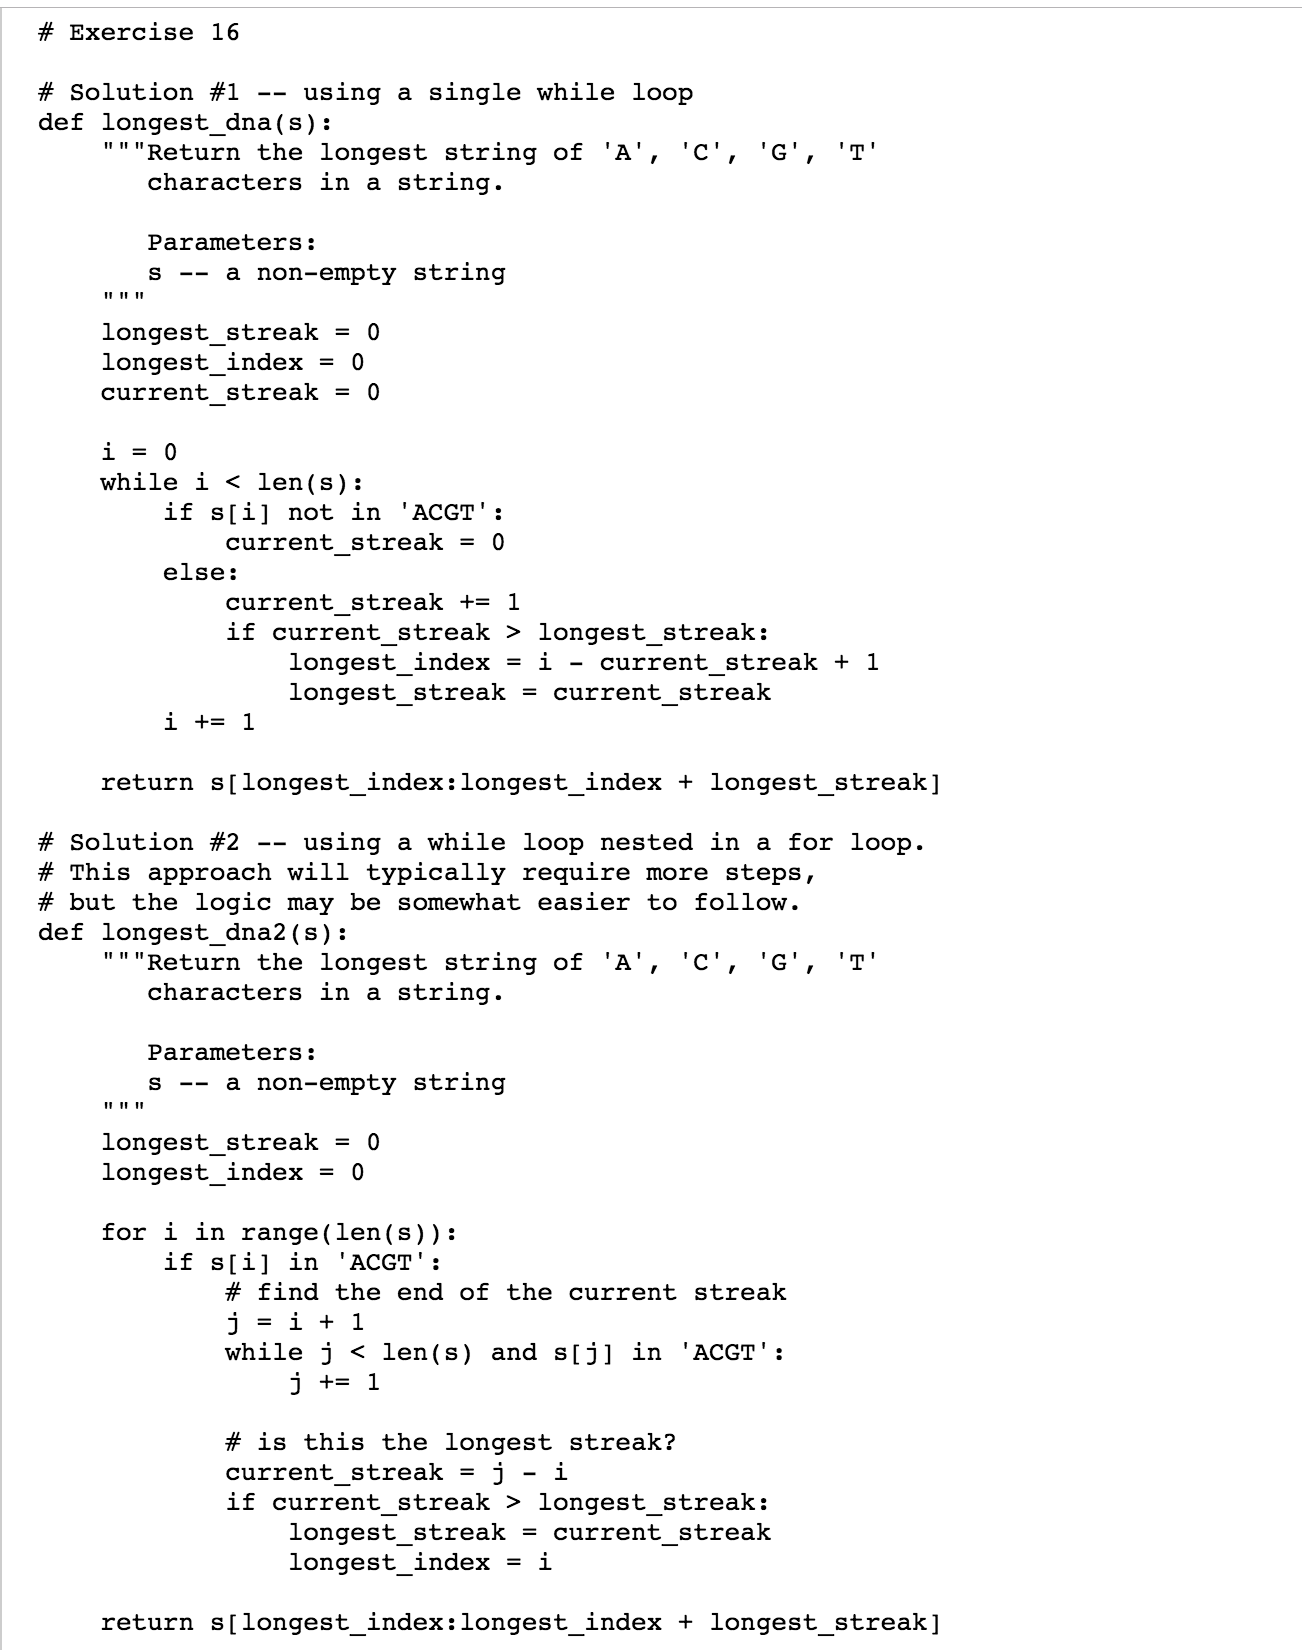 # Exercise 16

# Solution #1 -- using a single while loop
def longest_dna(s):
    """Return the longest string of 'A', 'C', 'G', 'T'
       characters in a string.

       Parameters:
       s -- a non-empty string
    """
    longest_streak = 0
    longest_index = 0
    current_streak = 0

    i = 0
    while i < len(s):
        if s[i] not in 'ACGT':
            current_streak = 0
        else:
            current_streak += 1
            if current_streak > longest_streak:
                longest_index = i - current_streak + 1
                longest_streak = current_streak
        i += 1

    return s[longest_index:longest_index + longest_streak]

# Solution #2 -- using a while loop nested in a for loop.
# This approach will typically require more steps,
# but the logic may be somewhat easier to follow.
def longest_dna2(s):
    """Return the longest string of 'A', 'C', 'G', 'T'
       characters in a string.

       Parameters:
       s -- a non-empty string
    """
    longest_streak = 0
    longest_index = 0

    for i in range(len(s)):
        if s[i] in 'ACGT':
            # find the end of the current streak
            j = i + 1
            while j < len(s) and s[j] in 'ACGT':
                j += 1

            # is this the longest streak?
            current_streak = j - i
            if current_streak > longest_streak:
                longest_streak = current_streak
                longest_index = i

    return s[longest_index:longest_index + longest_streak]